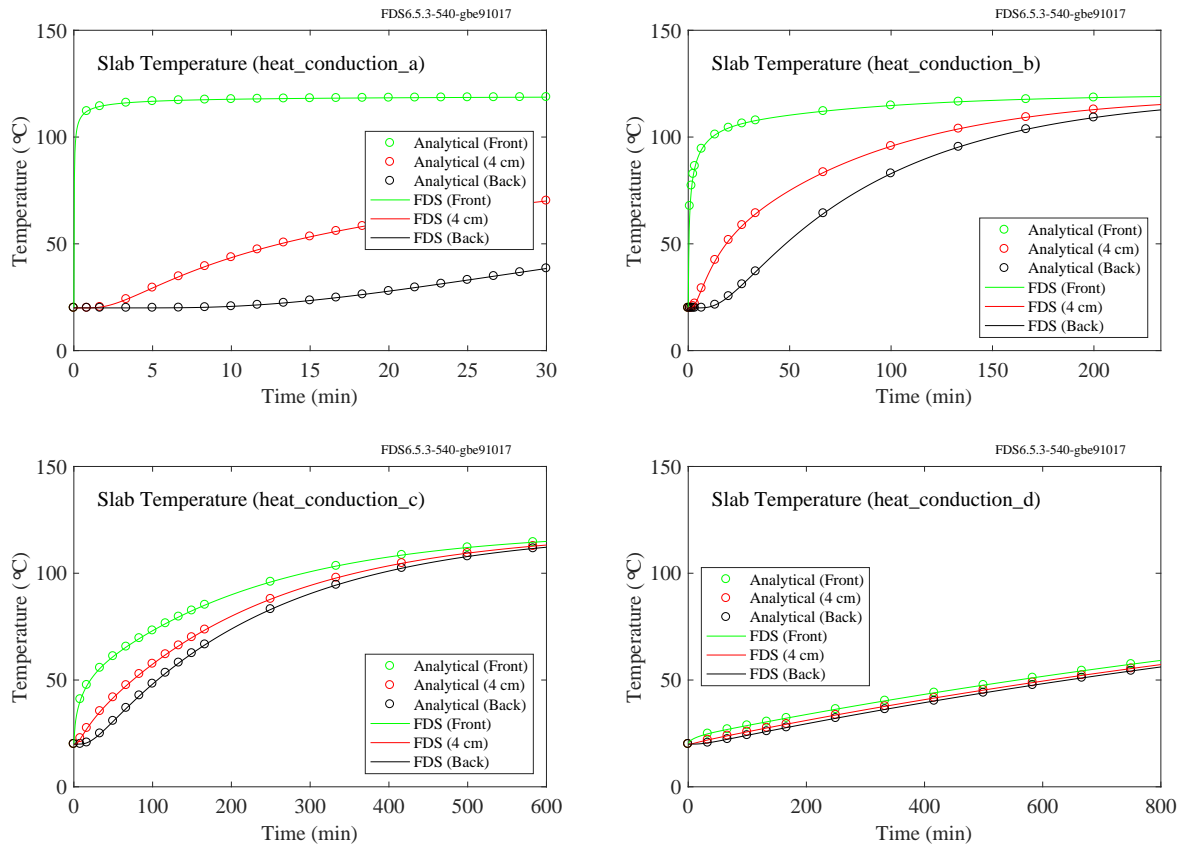 FDS6.5.3-540-gbe91017
Slab Temperature (heat_conduction_a)
Temperature (°C)
150
100
50
0
Analytical (Front)
Analytical (4 cm)
Analytical (Back)
FDS (Front)
FDS (4 cm)
FDS (Back)
0 5 10 15 20 25 30
Time (min)
FDS6.5.3-540-gbe91017
Slab Temperature (heat_conduction_b)
Temperature (°C)
150
100
50
0
Analytical (Front)
Analytical (4 cm)
Analytical (Back)
FDS (Front)
FDS (4 cm)
FDS (Back)
0 50 100 150 200
Time (min)
FDS6.5.3-540-gbe91017
Slab Temperature (heat_conduction_c)
Temperature (°C)
150
100
50
0
Analytical (Front)
Analytical (4 cm)
Analytical (Back)
FDS (Front)
FDS (4 cm)
FDS (Back)
0 100 200 300 400 500 600
Time (min)
FDS6.5.3-540-gbe91017
Slab Temperature (heat_conduction_d)
Temperature (°C)
150
100
50
0
Analytical (Front)
Analytical (4 cm)
Analytical (Back)
FDS (Front)
FDS (4 cm)
FDS (Back)
0 200 400 600 800
Time (min)